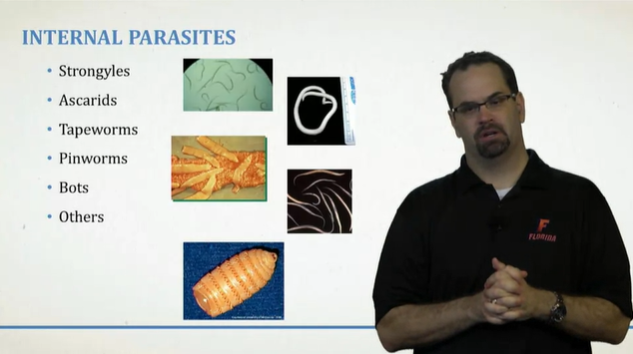 INTERNAL PARASITES
• Strongyles
• Ascarids
• Tapeworms
• Pinworms
• Bots
• Others
F
FLORIDA